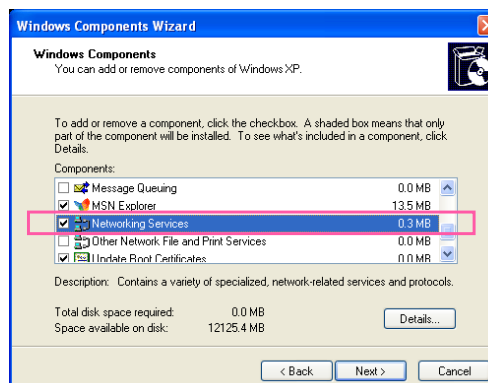 Windows Components Wizard
Windows Components
You can add or remove components of Windows XP.
To add or remove a component, click the checkbox. A shaded box means that only
part of the component will be installed. To see what's included in a component, click
Details.
Components:
Message Queuing 0.0 MB
MSN Explorer 13.5 MB
Networking Services 0.3 MB
Other Network File and Print Services 0.0 MB
Update Root Certificates 0.0 MB
Description: Contains a variety of specialized, network-related services and protocols.
Total disk space required: 0.0 MB
Space available on disk: 12125.4 MB
Details...
< Back Next > Cancel